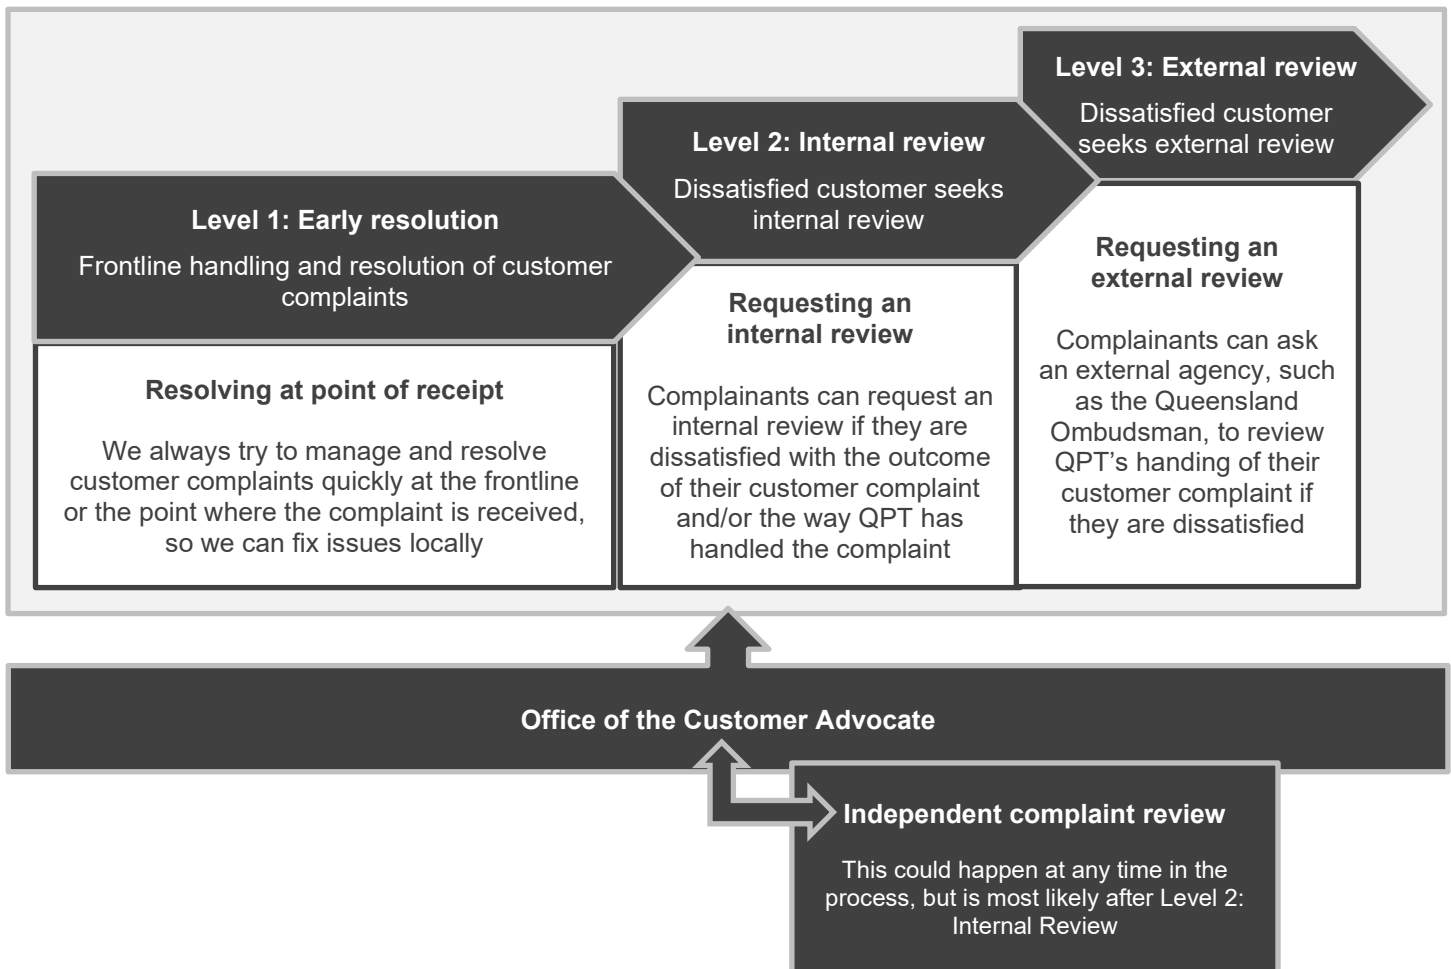 Level 1: Early resolution
Frontline handling and resolution of customer
complaints
Resolving at point of receipt
We always try to manage and resolve
customer complaints quickly at the frontline
or the point where the complaint is received,
so we can fix issues locally
Level 2: Internal review
Dissatisfied customer seeks
internal review
Requesting an
internal review
Complainants can request an
internal review if they are
dissatisfied with the outcome
of their customer complaint
and/or the way QPT has
handled the complaint
Level 3: External review
Dissatisfied customer
seeks external review
Requesting an
external review
Complainants can ask
an external agency, such
as the Queensland
Ombudsman, to review
QPT’s handing of their
customer complaint if
they are dissatisfied
Office of the Customer Advocate
Independent complaint review
This could happen at any time in the
process, but is most likely after Level 2:
Internal Review